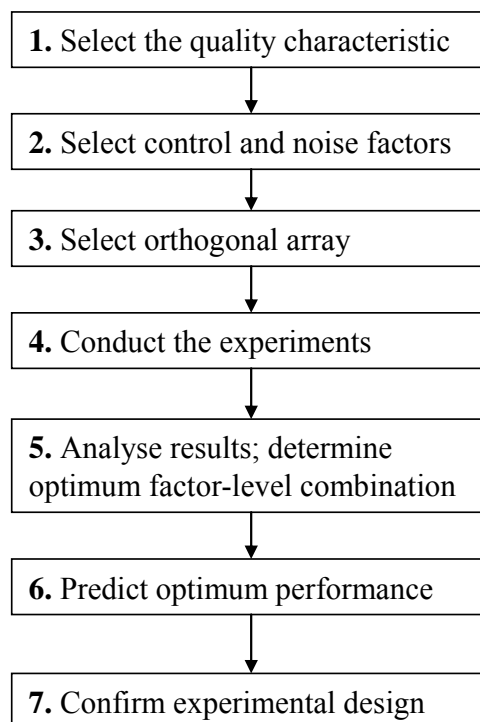 1. Select the quality characteristic
2. Select control and noise factors
3. Select orthogonal array
4. Conduct the experiments
5. Analyse results; determine
optimum factor-level combination
6. Predict optimum performance
7. Confirm experimental design